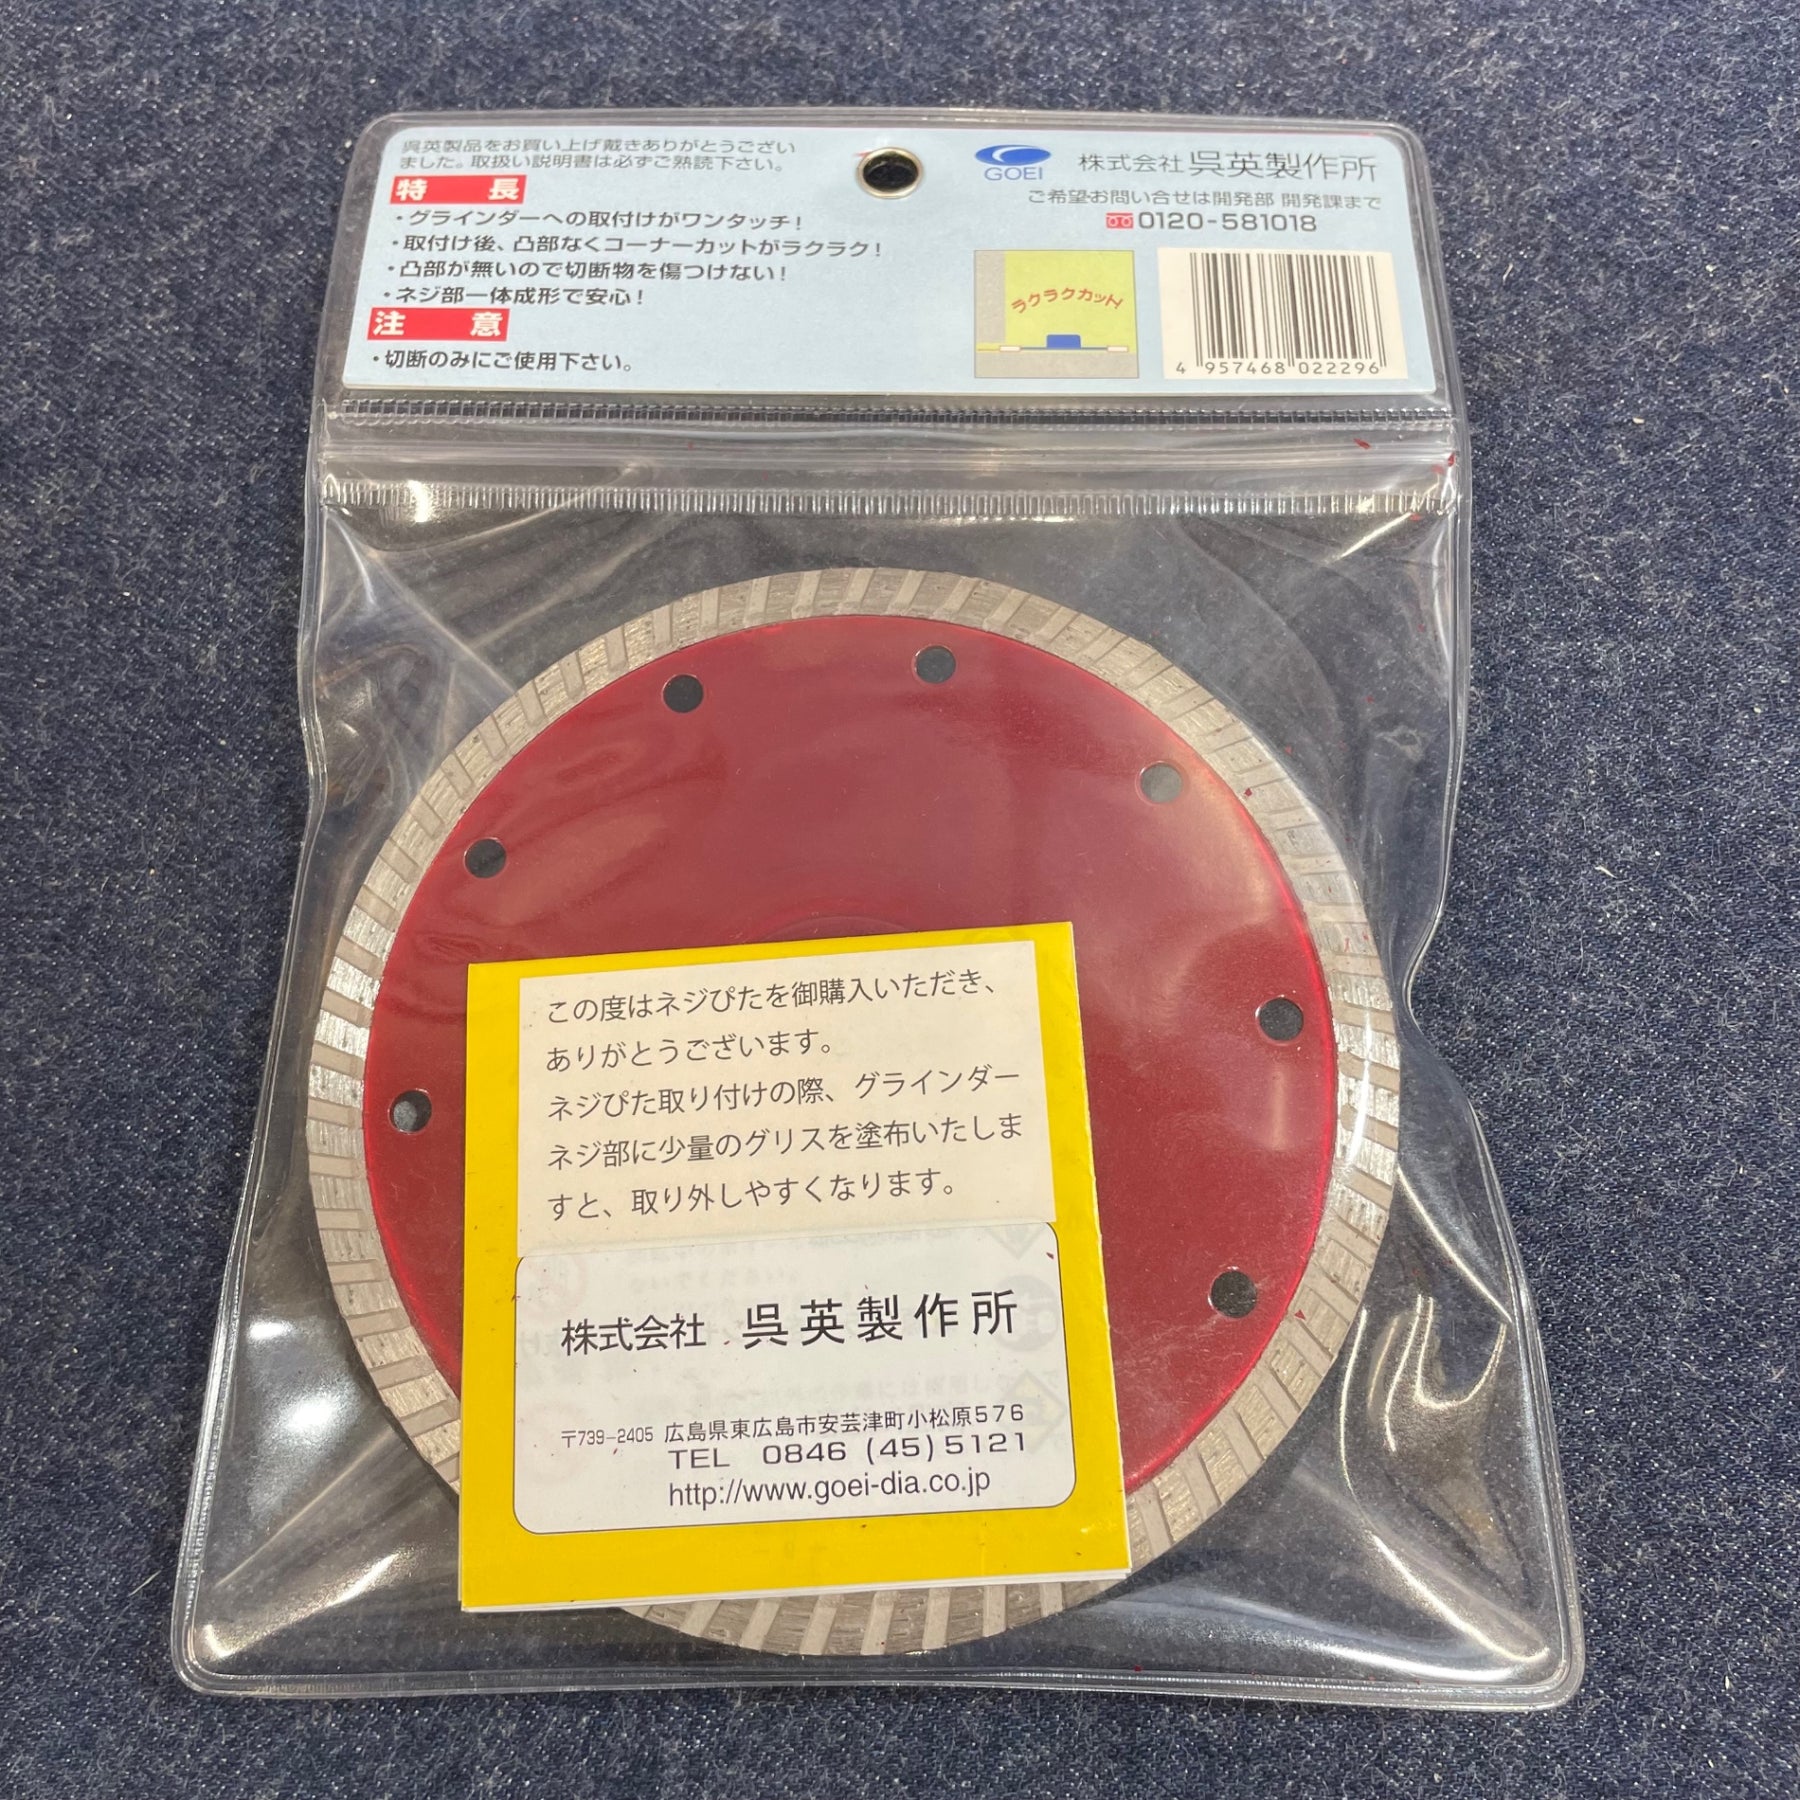 呉英製品をお買い上げ戴きありがとうござい
ました。取扱い説明書は必ずご熟読下さい。
特 長
・グラインダーへの取付けがワンタッチ!
・取付け後、凸部なくコーナーカットがラクラク!
・凸部が無いので切断物を傷つけない!
・ネジ部一体成形で安心!
注 意
・切断のみにご使用下さい。
GOEI
株式会社 呉英製作所
ご希望お問い合せは開発部 開発課まで
0120-581018
ラクラクカット!
4 957468 022296
この度はネジぴたを御購入いただき、
ありがとうございます。
ネジぴた取り付けの際、グラインダー
ネジ部に少量のグリスを塗布いたしま
すと、取り外しやすくなります。
株式会社 呉英製作所
〒739-2405 広島県東広島市安芸津町小松原576
TEL 0846 (45) 5121
http://www.goei-dia.co.jp